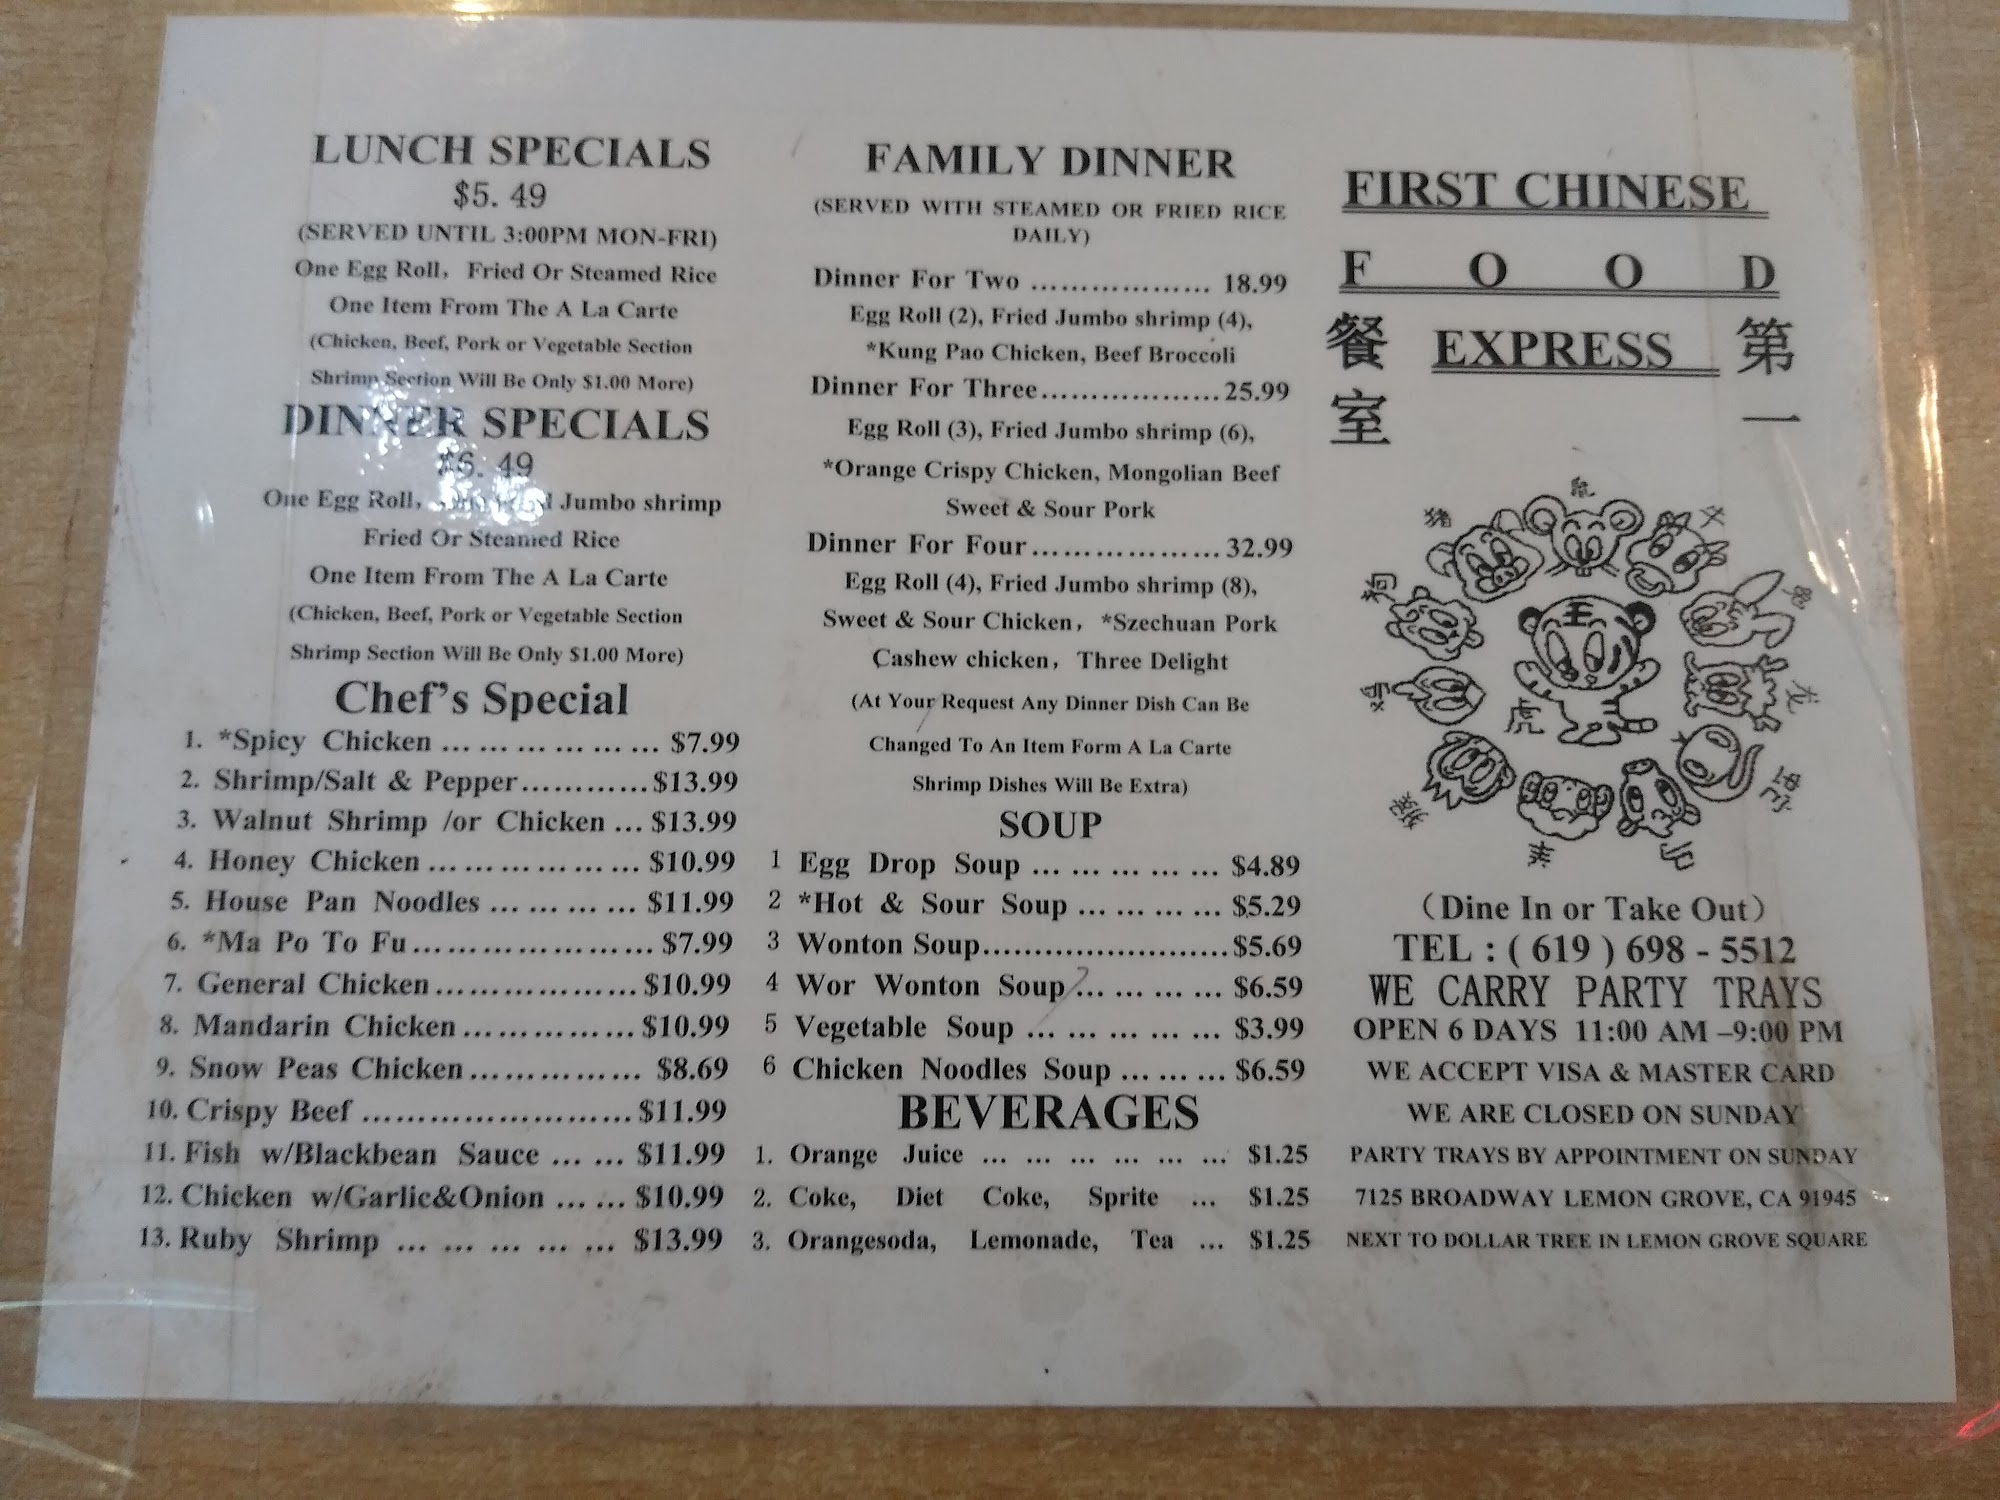 LUNCH SPECIALS
$5. 49
(SERVED UNTIL 3:00PM MON-FRI)
One Egg Roll, Fried Or Steamed Rice
One Item From The A La Carte
(Chicken, Beef, Pork or Vegetable Section
Shrimp Section Will Be Only $1.00 More)
DINNER SPECIALS
$6. 49
One Egg Roll, Jumbo shrimp
Fried Or Steamed Rice
One Item From The A La Carte
(Chicken, Beef, Pork or Vegetable Section
Shrimp Section Will Be Only $1.00 More)
Chef's Special
1. *Spicy Chicken ... ... ... ... ... ... $7.99
2. Shrimp/Salt & Pepper............ $13.99
3. Walnut Shrimp /or Chicken ... $13.99
4. Honey Chicken ... ... ... ... ... ... $10.99
5. House Pan Noodles ... ... ... ... $11.99
6. *Ma Po To Fu..................... $7.99
7. General Chicken.................. $10.99
8. Mandarin Chicken............... $10.99
9. Snow Peas Chicken............... $8.69
10. Crispy Beef ........................ $11.99
11. Fish w/Blackbean Sauce ... ... $11.99
12. Chicken w/Garlic&Onion ... ... $10.99
13. Ruby Shrimp ... ... ... ... ... $13.99
FAMILY DINNER
(SERVED WITH STEAMED OR FRIED RICE
DAILY)
Dinner For Two .................. 18.99
Egg Roll (2), Fried Jumbo shrimp (4),
*Kung Pao Chicken, Beef Broccoli
Dinner For Three.................. 25.99
Egg Roll (3), Fried Jumbo shrimp (6),
*Orange Crispy Chicken, Mongolian Beef
Sweet & Sour Pork
Dinner For Four.................. 32.99
Egg Roll (4), Fried Jumbo shrimp (8),
Sweet & Sour Chicken, *Szechuan Pork
Cashew chicken, Three Delight
(At Your Request Any Dinner Dish Can Be
Changed To An Item Form A La Carte
Shrimp Dishes Will Be Extra)
SOUP
1 Egg Drop Soup ... ... ... ... ... $4.89
2 *Hot & Sour Soup ... ... ... ... $5.29
3 Wonton Soup........................ $5.69
4 Wor Wonton Soup ... ... ... ... $6.59
5 Vegetable Soup ... ... ... ... ... $3.99
6 Chicken Noodles Soup ... ... ... $6.59
BEVERAGES
1. Orange Juice ... ... ... ... ... ... $1.25
2. Coke, Diet Coke, Sprite ... $1.25
3. Orangesoda, Lemonade, Tea ... $1.25
FIRST CHINESE
F O O D
EXPRESS
第一
餐室
鼠
猪
狗
兔
鸡
龙
王
虎
蛇
猴
羊
(Dine In or Take Out)
TEL : ( 619 ) 698 - 5512
WE CARRY PARTY TRAYS
OPEN 6 DAYS 11:00 AM –9:00 PM
WE ACCEPT VISA & MASTER CARD
WE ARE CLOSED ON SUNDAY
PARTY TRAYS BY APPOINTMENT ON SUNDAY
7125 BROADWAY LEMON GROVE, CA 91945
NEXT TO DOLLAR TREE IN LEMON GROVE SQUARE